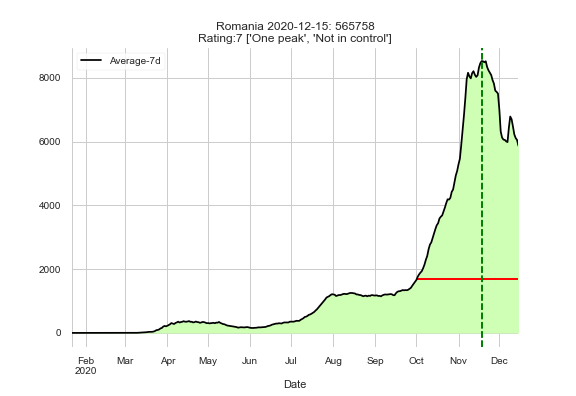 Romania 2020-12-15: 565758
Rating:7 ['One peak', 'Not in control']
Average-7d
8000
6000
4000
2000
0
Feb Mar Apr May Jun Jul Aug Sep Oct Nov Dec
2020
Date